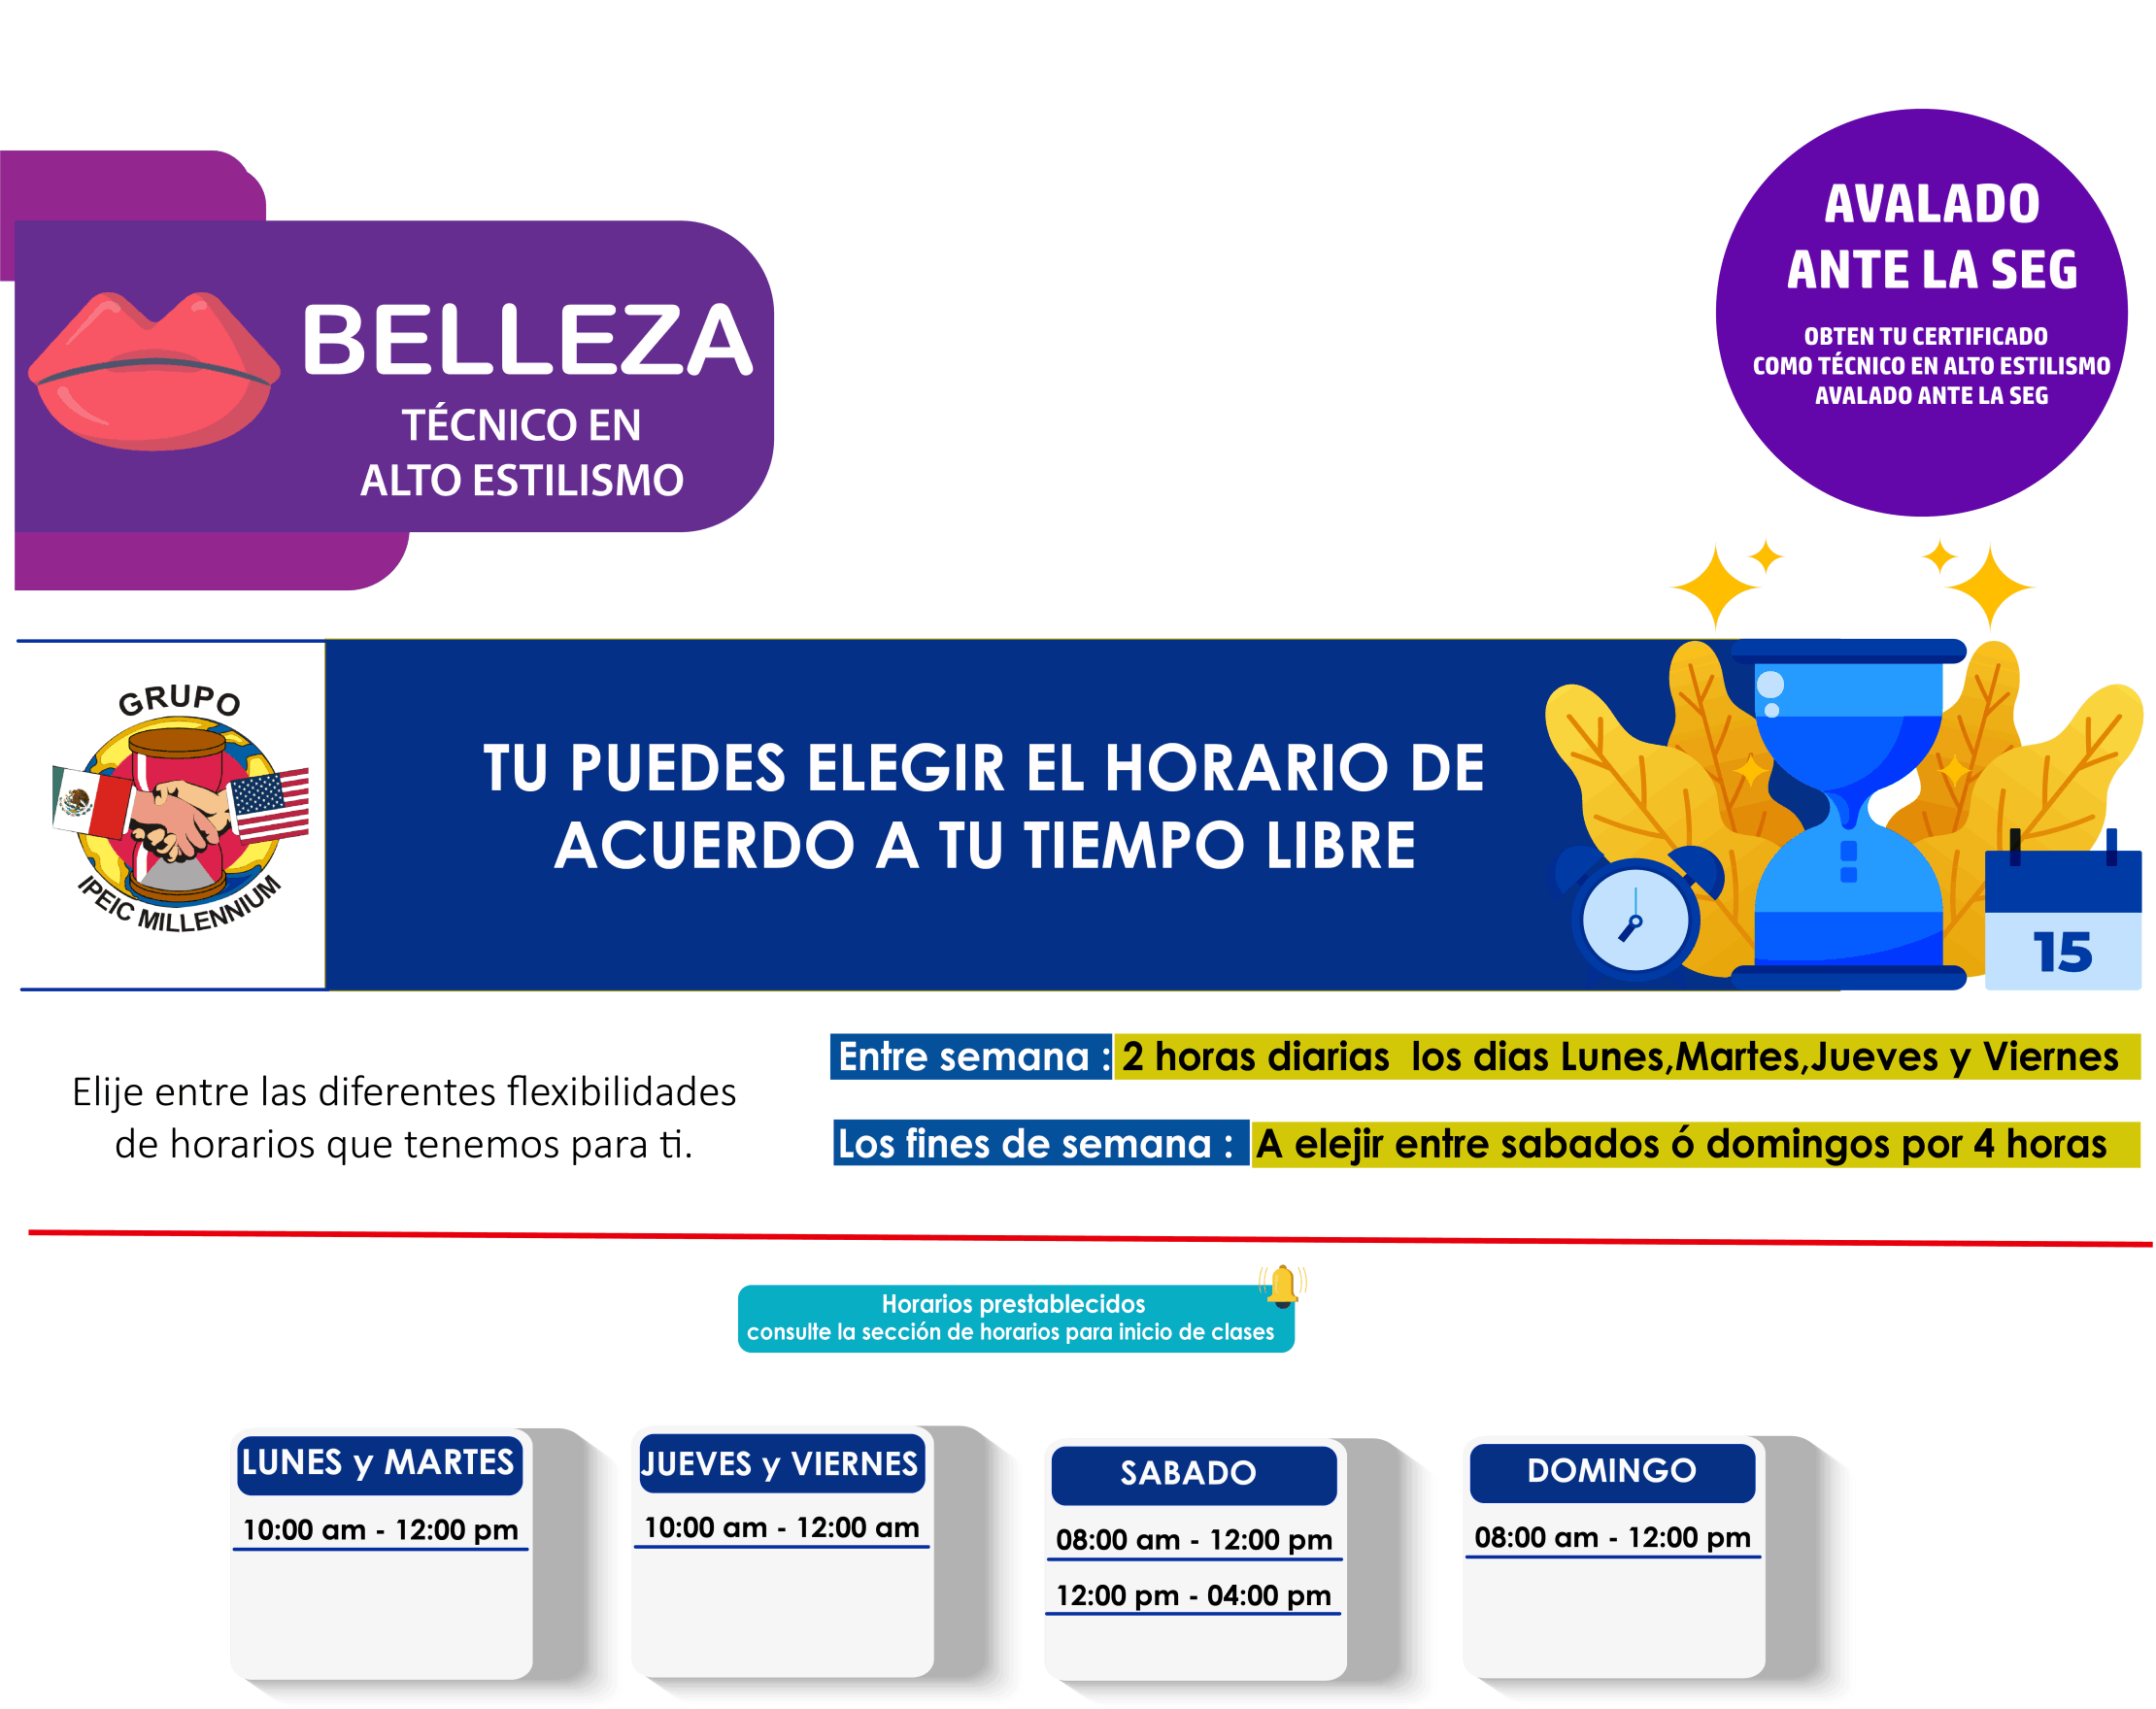 AVALADO
ANTE LA SEG
OBTEN TU CERTIFICADO
COMO TÉCNICO EN ALTO ESTILISMO
AVALADO ANTE LA SEG
BELLEZA
TÉCNICO EN
ALTO ESTILISMO
GRUPO
IPEIC MILLENNIUM
TU PUEDES ELEGIR EL HORARIO DE
ACUERDO A TU TIEMPO LIBRE
15
Elije entre las diferentes flexibilidades
de horarios que tenemos para ti.
Entre semana : 2 horas diarias los dias Lunes,Martes,Jueves y Viernes
Los fines de semana : A elejir entre sabados ó domingos por 4 horas
Horarios prestablecidos
consulte la sección de horarios para inicio de clases
LUNES y MARTES
10:00 am - 12:00 pm
JUEVES y VIERNES
10:00 am - 12:00 am
SABADO
08:00 am - 12:00 pm
12:00 pm - 04:00 pm
DOMINGO
08:00 am - 12:00 pm